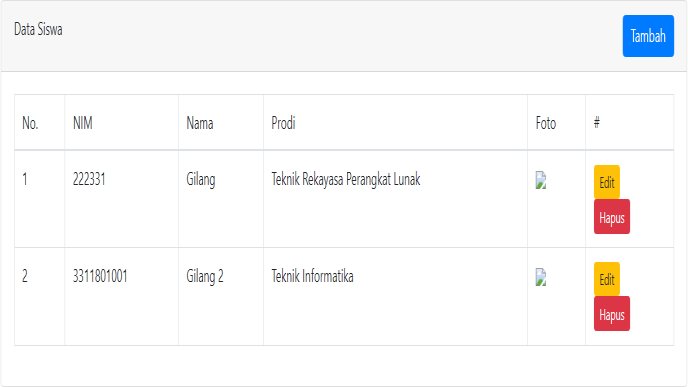 Data Siswa Tambah
No. NIM Nama Prodi Foto #
1 222331 Gilang Teknik Rekayasa Perangkat Lunak Edit
Hapus
2 3311801001 Gilang 2 Teknik Informatika Edit
Hapus